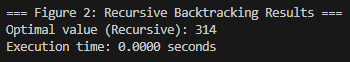 === Figure 2: Recursive Backtracking Results ===
Optimal value (Recursive): 314
Execution time: 0.0000 seconds